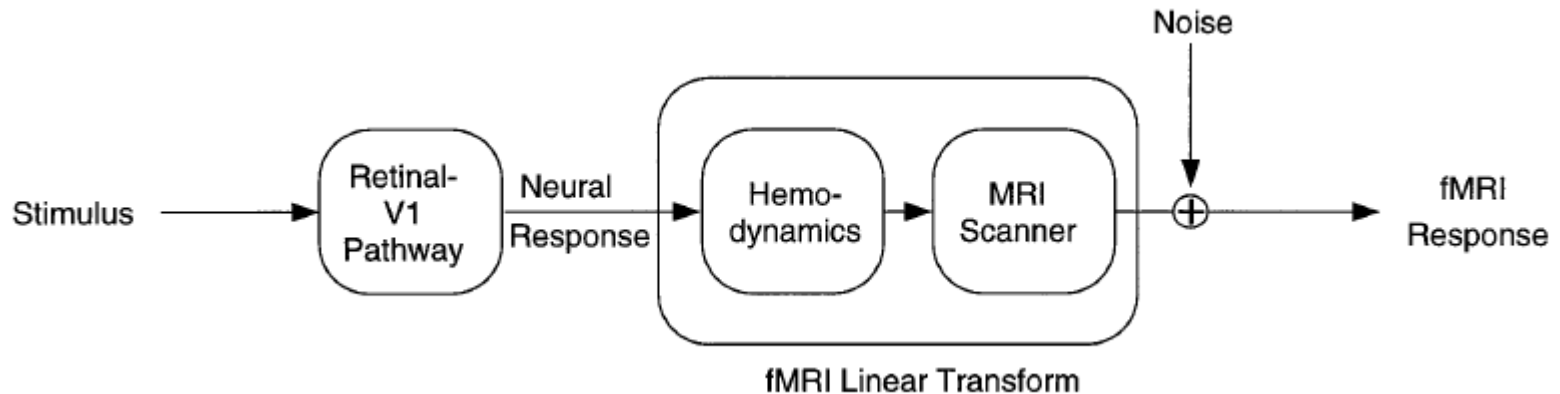 Noise
Stimulus
Retinal-
V1
Pathway
Neural
Response
Hemo-
dynamics
MRI
Scanner
fMRI
Response
fMRI Linear Transform